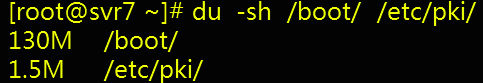 [root@svr7 ~]# du -sh /boot/ /etc/pki/
130M /boot/
1.5M /etc/pki/